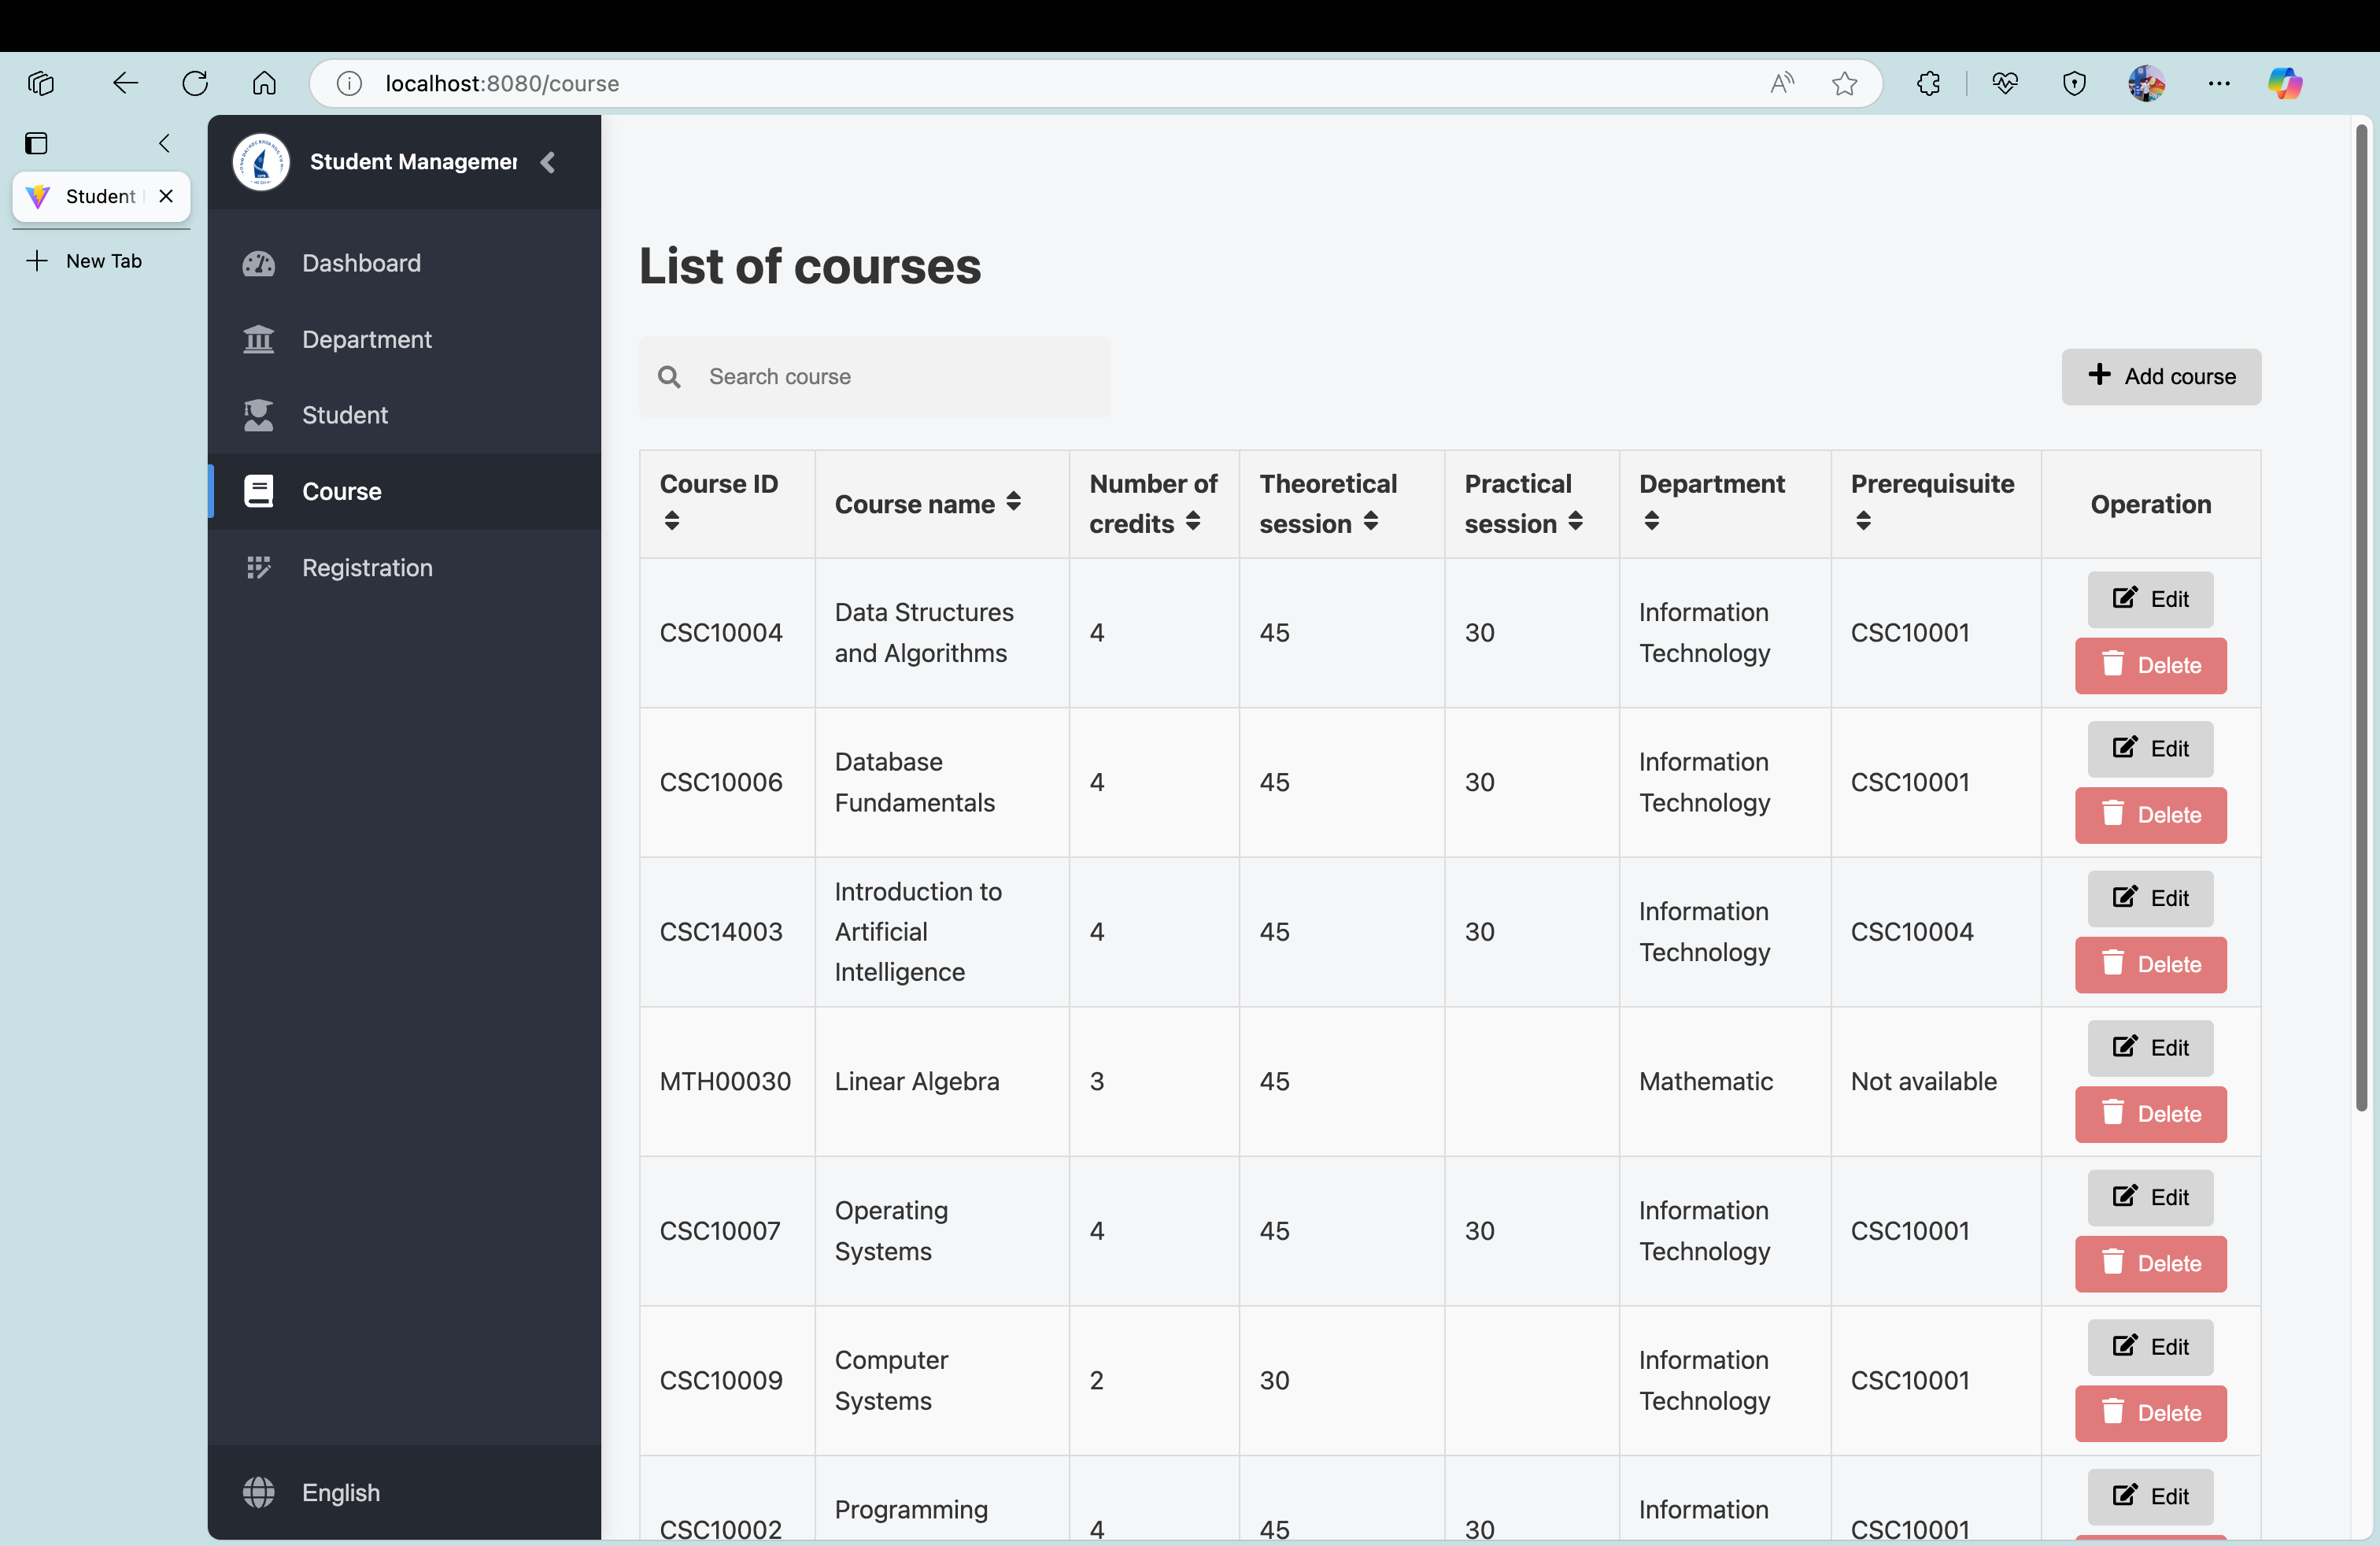 localhost:8080/course
Student
New Tab
Student Managemen
Dashboard
Department
Student
Course
Registration
English
List of courses
Search course
Add course
Course ID
Course name
Number of
credits
Theoretical
session
Practical
session
Department
Prerequisuite
Operation
CSC10004
Data Structures
and Algorithms
4
45
30
Information
Technology
CSC10001
Edit
Delete
CSC10006
Database
Fundamentals
4
45
30
Information
Technology
CSC10001
Edit
Delete
CSC14003
Introduction to
Artificial
Intelligence
4
45
30
Information
Technology
CSC10004
Edit
Delete
MTH00030
Linear Algebra
3
45
Mathematic
Not available
Edit
Delete
CSC10007
Operating
Systems
4
45
30
Information
Technology
CSC10001
Edit
Delete
CSC10009
Computer
Systems
2
30
Information
Technology
CSC10001
Edit
Delete
CSC10002
Programming
4
45
30
Information
CSC10001
Edit